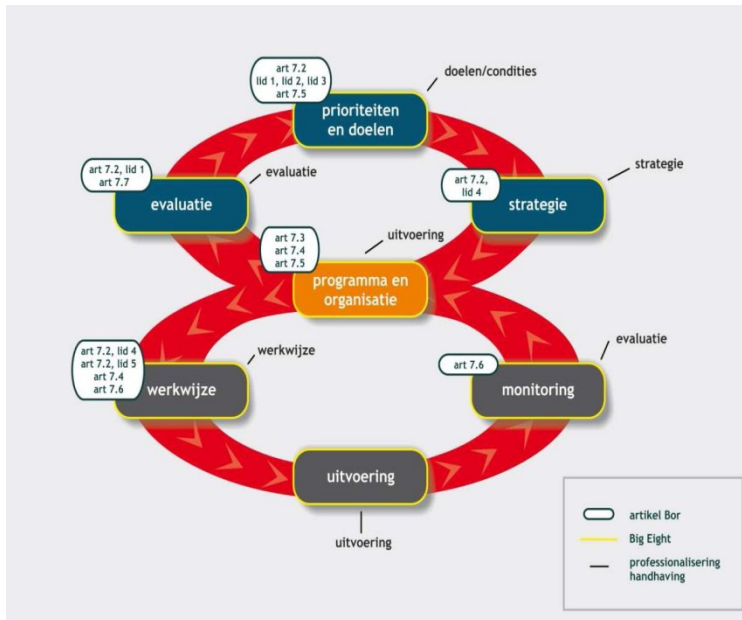 art 7.2
lid 1, lid 2, lid 3
art 7.5
doelen/condities
prioriteiten
en doelen
art 7.2, lid 1
art 7.7
evaluatie
evaluatie
art 7.2,
lid 4
strategie
strategie
art 7.3
art 7.4
art 7.5
uitvoering
programma en
organisatie
art 7.2, lid 4
art 7.2, lid 5
art 7.4
art 7.6
werkwijze
werkwijze
art 7.6
evaluatie
monitoring
uitvoering
uitvoering
artikel Bor
Big Eight
professionalisering
handhaving